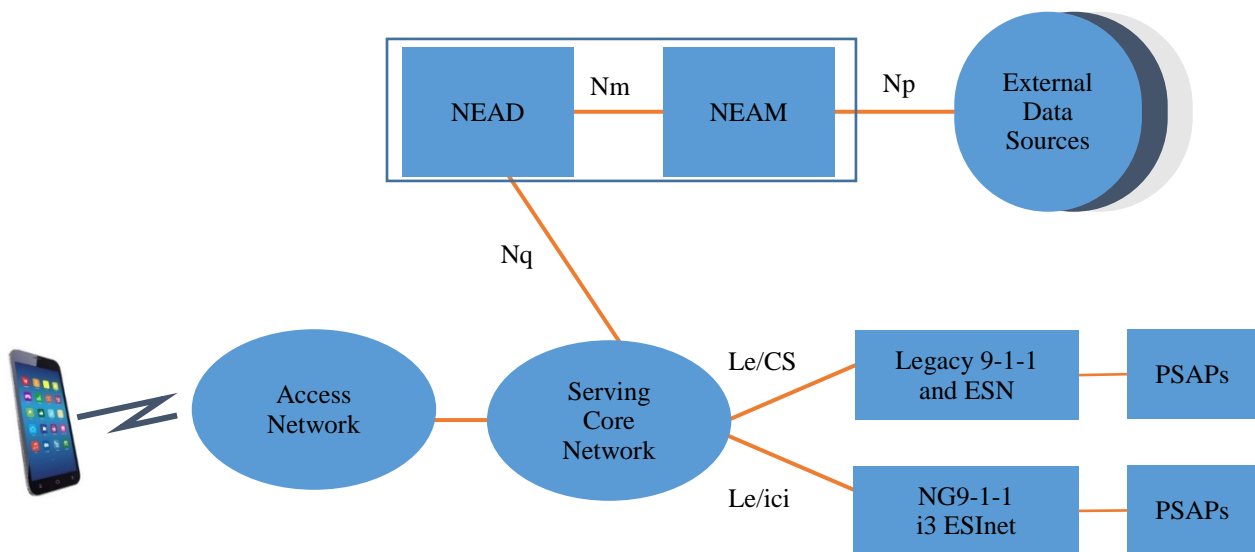 NEAD
Nm
NEAM
Np
External
Data
Sources
Nq
Access
Network
Serving
Core
Network
Le/CS
Legacy 9-1-1
and ESN
PSAPs
Le/ici
NG9-1-1
i3 ESInet
PSAPs